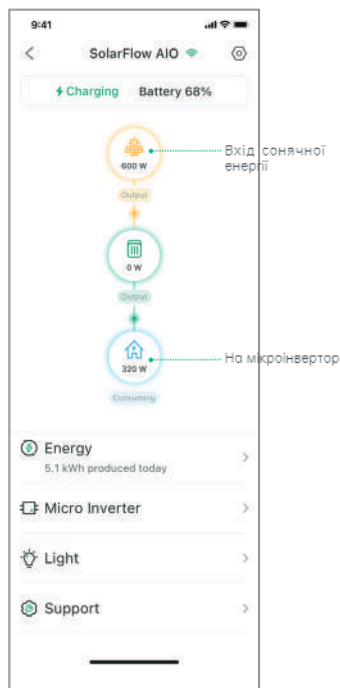 9:41
SolarFlow AIO
Charging Battery 68%
600 W
Вхід сонячної
енергії
Output
0 W
Output
320 W
На мікроінвертор
Consuming
Energy
5.1 kWh produced today
Micro Inverter
Light
Support